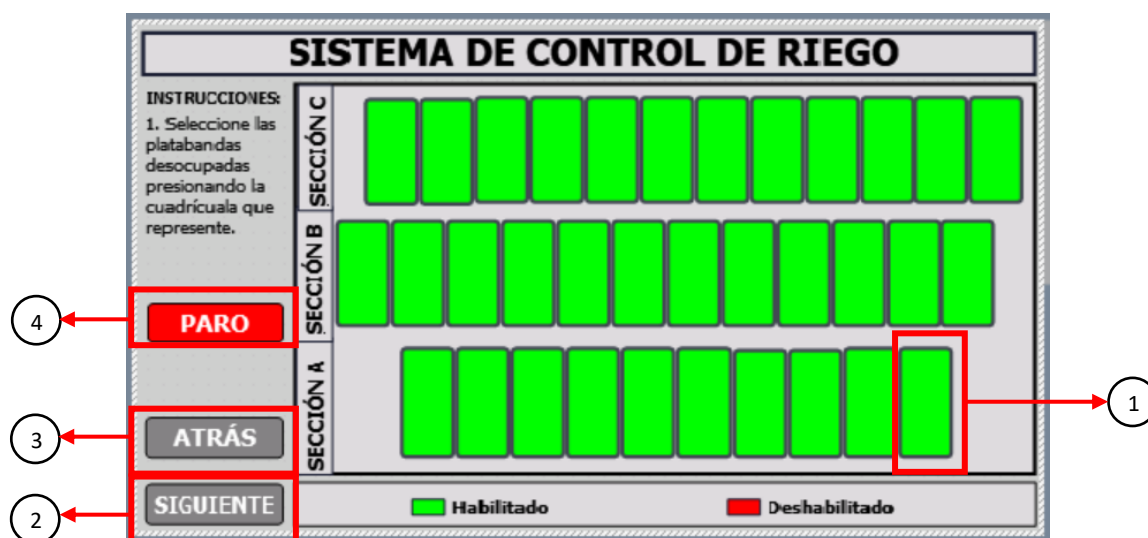 SISTEMA DE CONTROL DE RIEGO
INSTRUCCIONES:
1. Seleccione las
platabandas
desocupadas
presionando la
cuadrícuala que
represente.
SECCIÓN C
SECCIÓN B
SECCIÓN A
4
PARO
1
3
ATRÁS
2
SIGUIENTE
Habilitado
Deshabilitado